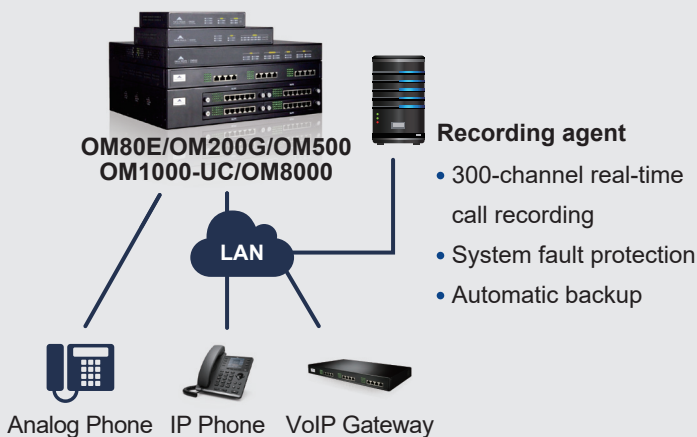 OM80E/OM200G/OM500
OM1000-UC/OM8000
Recording agent
• 300-channel real-time
call recording
• System fault protection
• Automatic backup
LAN
Analog Phone
IP Phone
VoIP Gateway